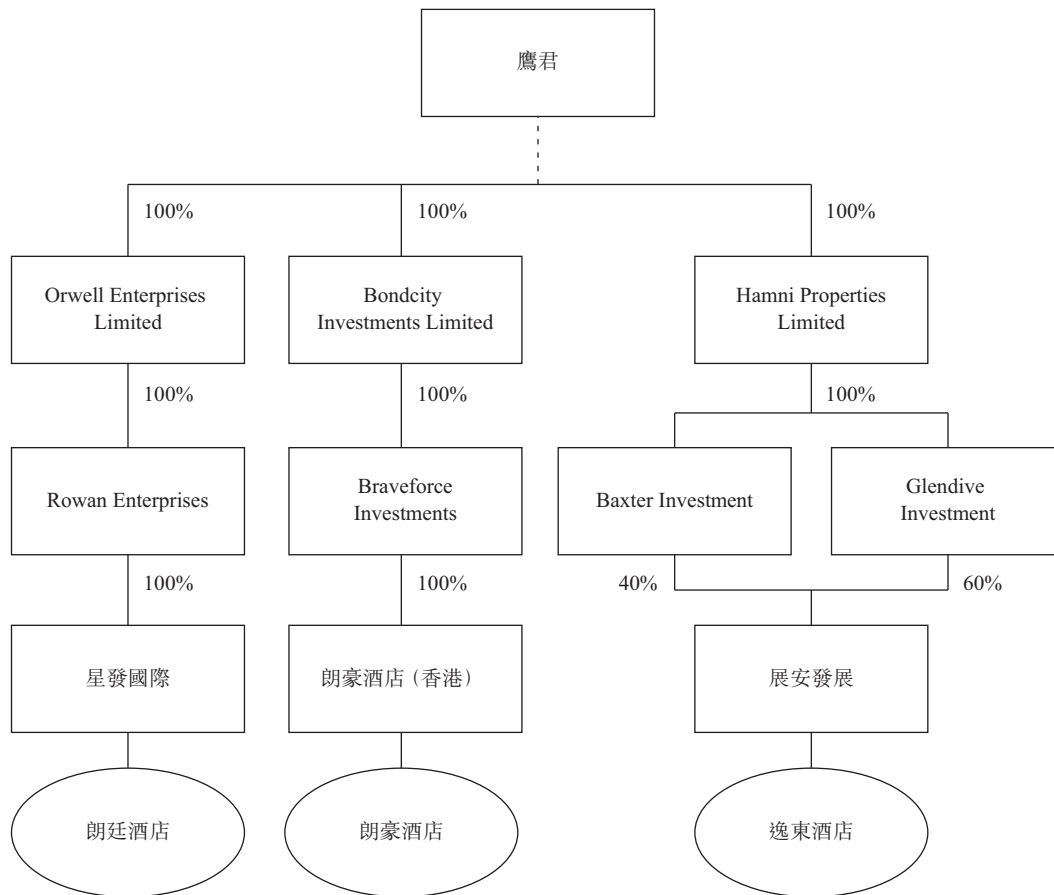 鷹君
100%
100%
100%
Orwell Enterprises
Limited
Bondcity
Investments Limited
Hamni Properties
Limited
100%
100%
100%
Rowan Enterprises
Braveforce
Investments
Baxter Investment
Glendive
Investment
100%
100%
40%
60%
星發國際
朗豪酒店（香港）
展安發展
朗廷酒店
朗豪酒店
逸東酒店